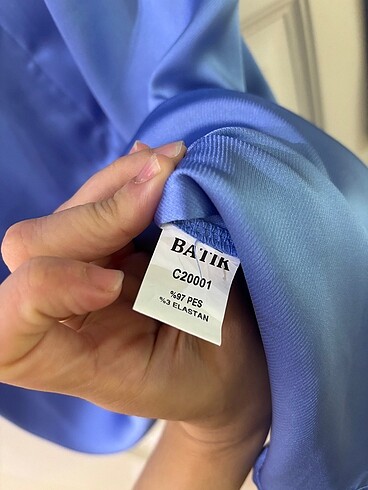 BATIK
C20001
%97 PES
%3 ELASTAN